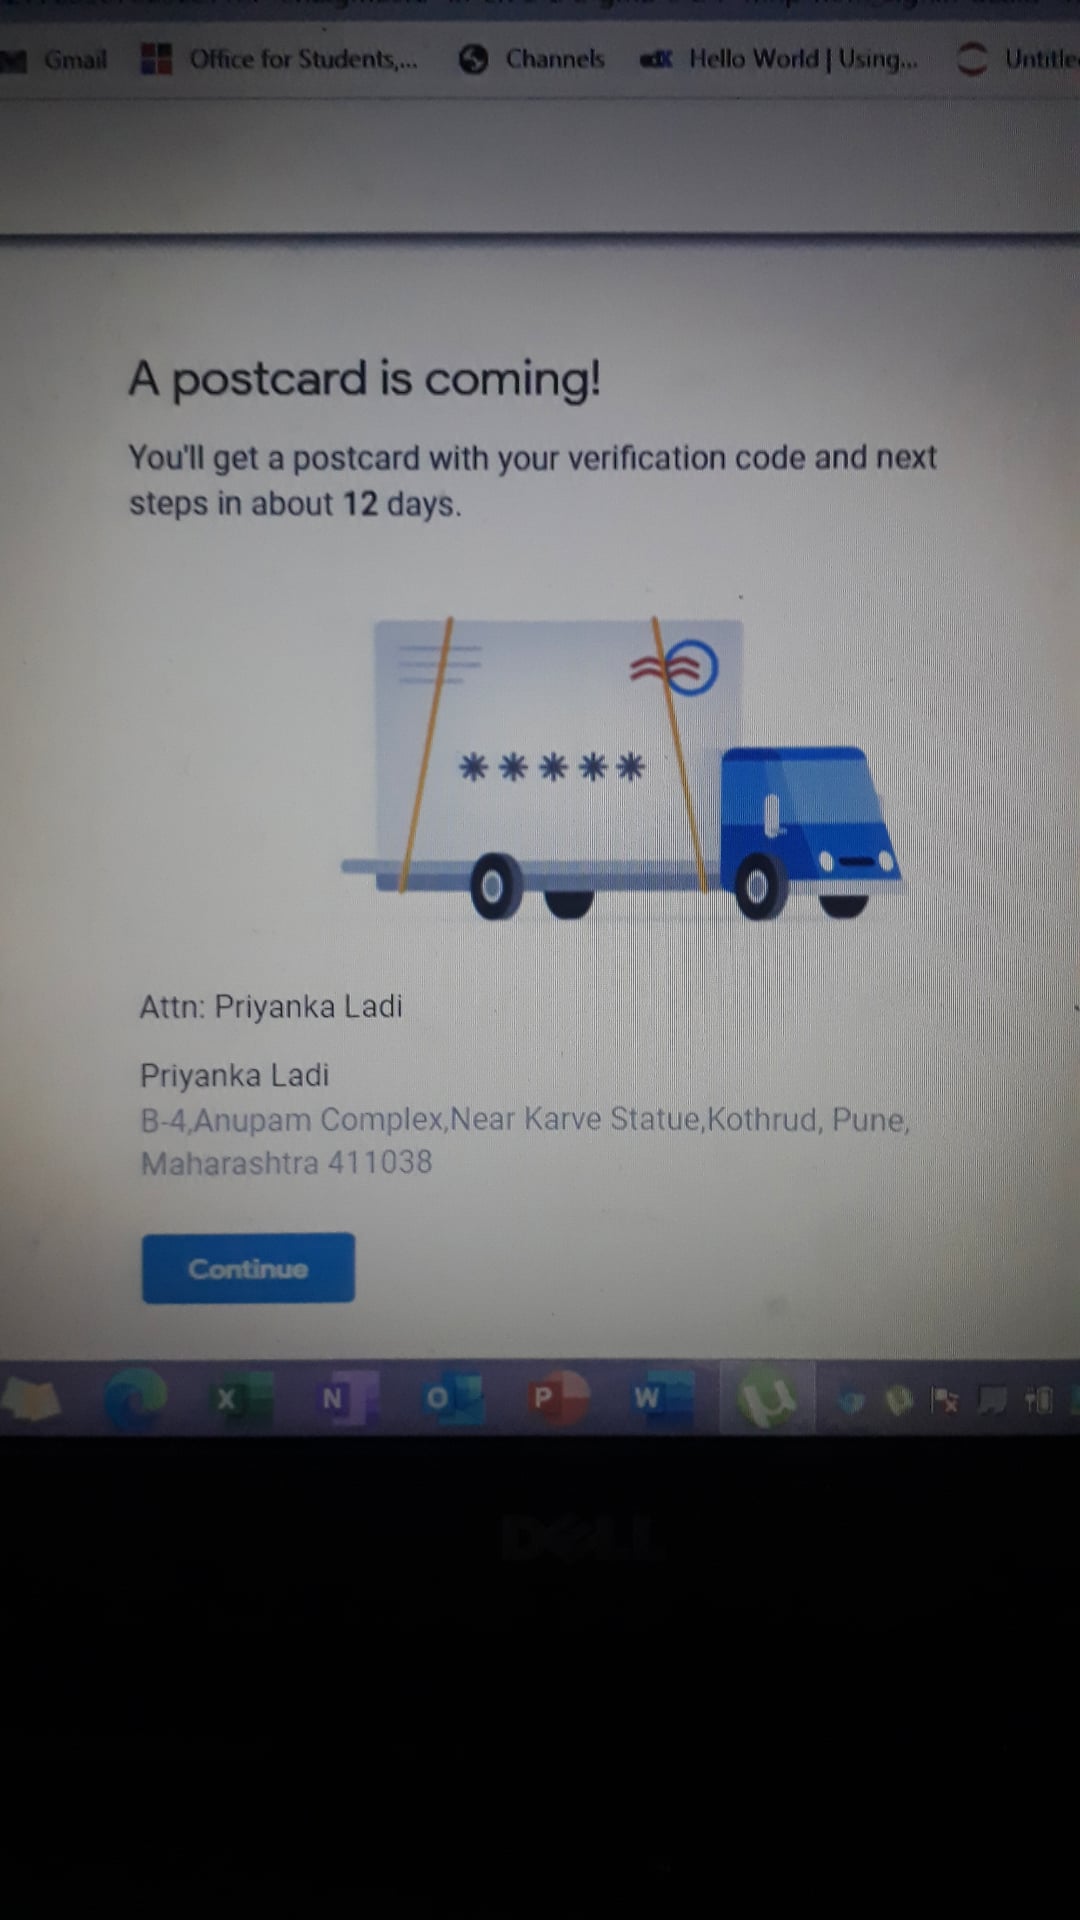 Gmail Office for Students,... Channels edX Hello World | Using...
A postcard is coming!
You'll get a postcard with your verification code and next
steps in about 12 days.
*****
Attn: Priyanka Ladi
Priyanka Ladi
B-4,Anupam Complex,Near Karve Statue,Kothrud, Pune,
Maharashtra 411038
Continue
X N O P W µ
DELL